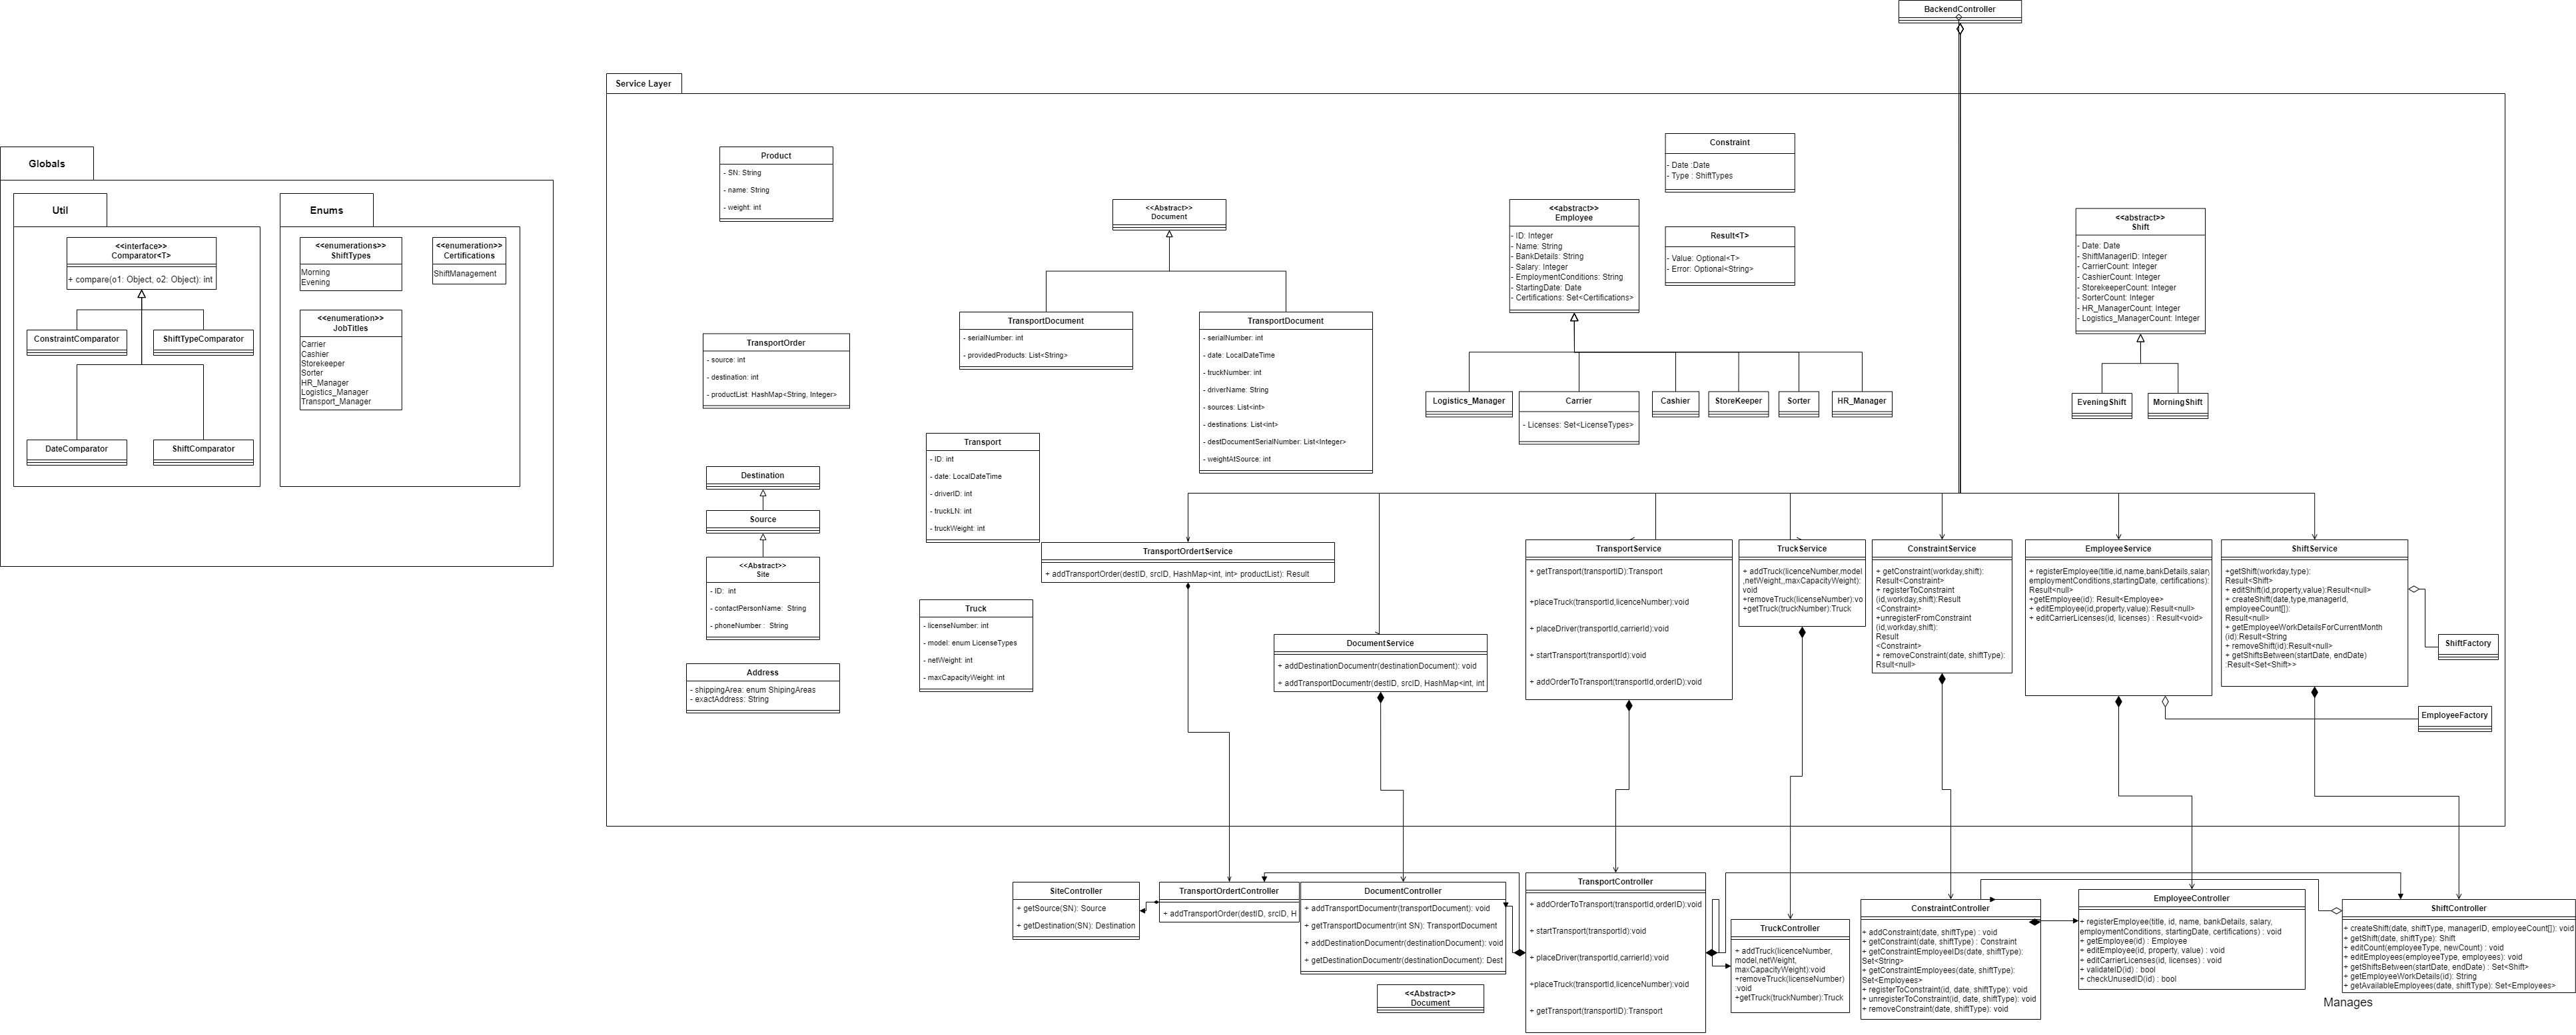 BackendController
Service Layer
Globals
Util
<<interface>>
Comparator<T>
+ compare(o1: Object, o2: Object): int
ConstraintComparator
ShiftTypeComparator
DateComparator
ShiftComparator
Enums
<<enumerations>>
ShiftTypes
Morning
Evening
<<enumeration>>
Certifications
ShiftManagement
<<enumeration>>
JobTitles
Carrier
Cashier
Storekeeper
Sorter
HR_Manager
Logistics_Manager
Transport_Manager
Product
- SN: String
- name: String
- weight: int
TransportOrder
- source: int
- destination: int
- productList: HashMap<String, Integer>
Destination
Source
<<Abstract>>
Site
- ID:  int
- contactPersonName:  String
- phoneNumber :  String
Address
- shippingArea: enum ShipingAreas
- exactAddress: String
<<Abstract>>
Document
TransportDocument
- serialNumber: int
- providedProducts: List<String>
TransportDocument
- serialNumber: int
- date: LocalDateTime
- truckNumber: int
- driverName: String
- sources: List<int>
- destinations: List<int>
- destDocumentSerialNumber: List<Integer>
- weightAtSource: int
Transport
- ID: int
- date: LocalDateTime
- driverID: int
- truckLN: int
- truckWeight: int
Truck
- licenseNumber: int
- model: enum LicenseTypes
- netWeight: int
- maxCapacityWeight: int
<<abstract>>
Employee
- ID: Integer
- Name: String
- BankDetails: String
- Salary: Integer
- EmploymentConditions: String
- StartingDate: Date
- Certifications: Set<Certifications>
Constraint
- Date :Date
- Type : ShiftTypes
Result<T>
- Value: Optional<T>
- Error: Optional<String>
Logistics_Manager
Carrier
- Licenses: Set<LicenseTypes>
Cashier
StoreKeeper
Sorter
HR_Manager
<<abstract>>
Shift
- Date: Date
- ShiftManagerID: Integer
- CarrierCount: Integer
- CashierCount: Integer
- StorekeeperCount: Integer
- SorterCount: Integer
- HR_ManagerCount: Integer
- Logistics_ManagerCount: Integer
EveningShift
MorningShift
TransportOrdertService
+ addTransportOrder(destID, srcID, HashMap<int, int> productList): Result
DocumentService
+ addDestinationDocumentr(destinationDocument): void
+ addTransportDocumentr(destID, srcID, HashMap<int, int
TransportService
+ getTransport(transportID):Transport
+placeTruck(transportId,licenceNumber):void
+ placeDriver(transportId,carrierId):void
+ startTransport(transportId):void
+ addOrderToTransport(transportId,orderID):void
TruckService
+ addTruck(licenceNumber,model
,netWeight_maxCapacityWeight):
void
+removeTruck(licenseNumber):vo
+getTruck(truckNumber):Truck
ConstraintService
+ getConstraint(workday,shift):
Result<Constraint>
+ registerToConstraint
(id,workday,shift):Result
<Constraint>
+unregisterFromConstraint
(id,workday,shift):
Result
<Constraint>
+ removeConstraint(date, shiftType):
Rsult<null>
EmployeeService
+ registerEmployee(title,id,name,bankDetails,salary
employmentConditions,startingDate, certifications):
Result<null>
+getEmployee(id): Result<Employee>
+ editEmployee(id,property,value):Result<null>
+ editCarrierLicenses(id, licenses) : Result<void>
ShiftService
+getShift(workday,type):
Result<Shift>
+ editShift(id,property,value):Result<null>
+ createShift(date,type,managerId,
employeeCount[]):
Result<null>
+ getEmployeeWorkDetailsForCurrentMonth
(id):Result<String
+ removeShift(id):Result<null>
+ getShiftsBetween(startDate, endDate)
:Result<Set<Shift>>
ShiftFactory
EmployeeFactory
SiteController
+ getSource(SN): Source
+ getDestination(SN): Destination
TransportOrdertController
+ addTransportOrder(destID, srcID, H
DocumentController
+ addTransportDocumentr(transportDocument): void
+ getTransportDocumentr(int SN): TransportDocument
+ addDestinationDocumentr(destinationDocument): void
+ getDestinationDocumentr(destinationDocument): Dest
<<Abstract>>
Document
TransportController
+ addOrderToTransport(transportId,orderID):void
+ startTransport(transportId):void
+ placeDriver(transportId,carrierId):void
+placeTruck(transportId,licenceNumber):void
+ getTransport(transportID):Transport
TruckController
+ addTruck(licenceNumber,
model,netWeight,
maxCapacityWeight):void
+removeTruck(licenseNumber)
:void
+getTruck(truckNumber):Truck
ConstraintController
+ addConstraint(date, shiftType) : void
+ getConstraint(date, shiftType) : Constraint
+ getConstraintEmployeeIDs(date, shiftType):
Set<String>
+ getConstraintEmployees(date, shiftType):
Set<Employees>
+ registerToConstraint(id, date, shiftType): void
+ unregisterToConstraint(id, date, shiftType): void
+ removeConstraint(date, shiftType): void
EmployeeController
+ registerEmployee(title, id, name, bankDetails, salary,
employmentConditions, startingDate, certifications) : void
+ getEmployee(id) : Employee
+ editEmployee(id, property, value) : void
+ editCarrierLicenses(id, licenses) : void
+ validateID(id) : bool
+ checkUnusedID(id) : bool
ShiftController
+ createShift(date, shiftType, managerID, employeeCount[]): void
+ getShift(date, shiftType): Shift
+ editCount(employeeType, newCount) : void
+ editEmployees(employeeType, employees): void
+ getShiftsBetween(startDate, endDate) : Set<Shift>
+ getEmployeeWorkDetails(id): String
+ getAvailableEmployees(date, shiftType): Set<Employees>
Manages